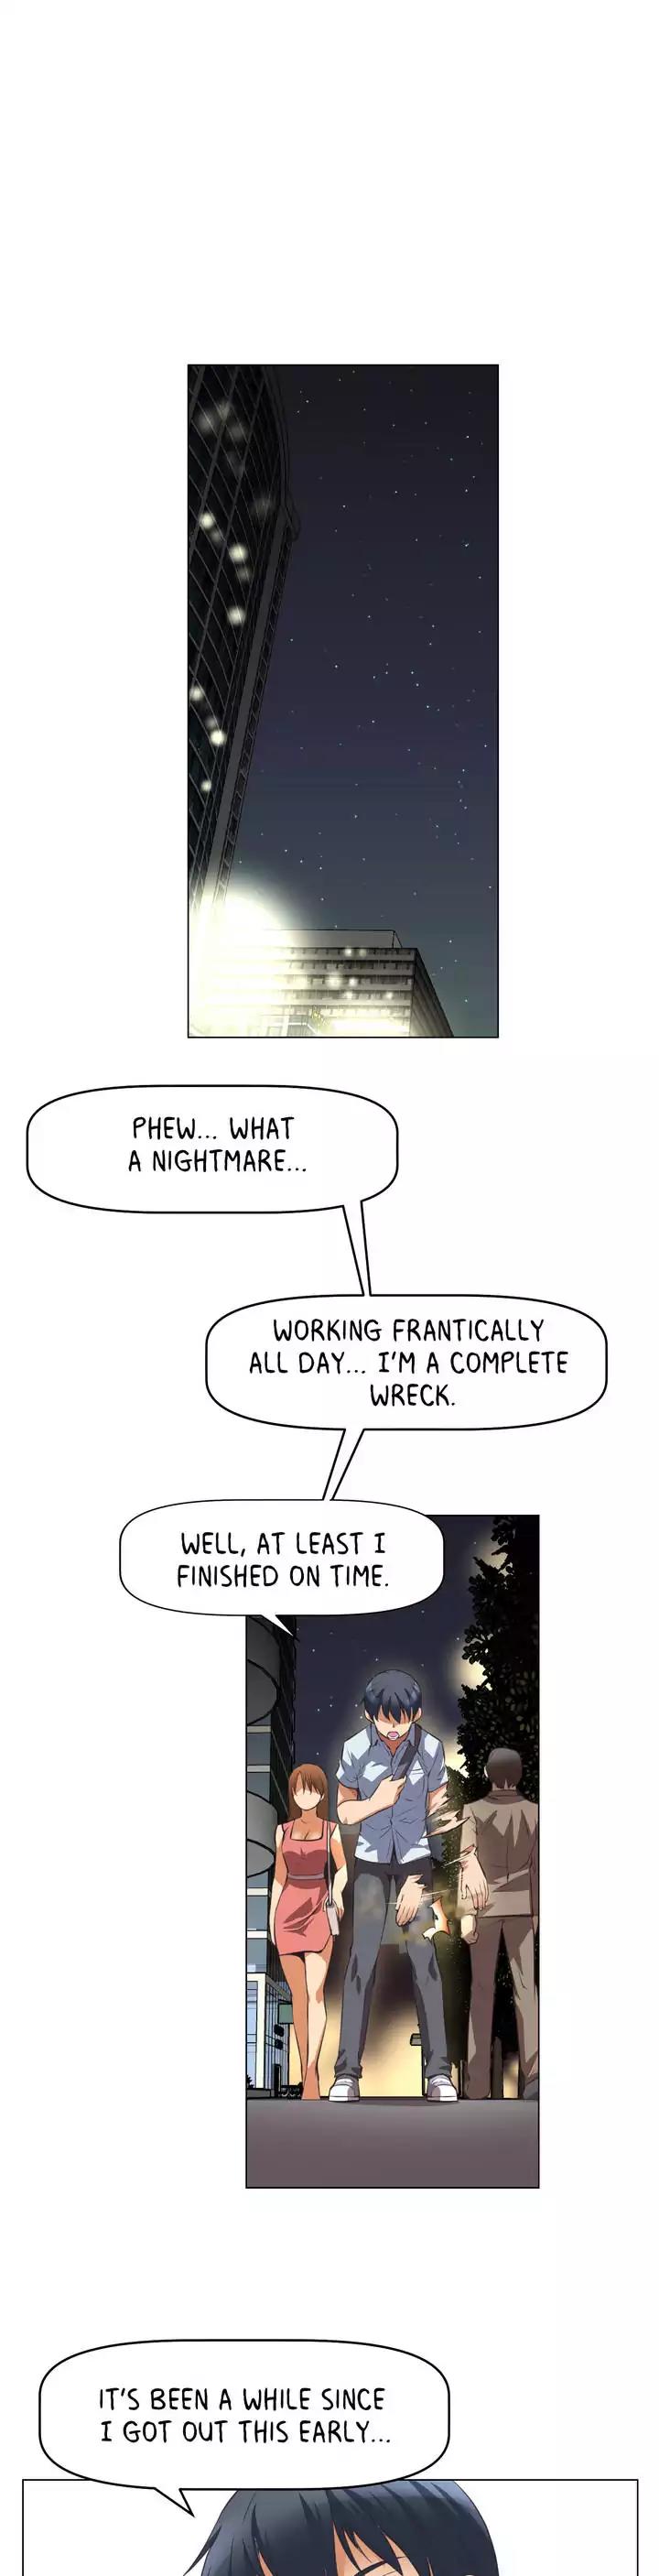 PHEW... WHAT
A NIGHTMARE...
WORKING FRANTICALLY
ALL DAY... I'M A COMPLETE
WRECK.
WELL, AT LEAST I
FINISHED ON TIME.
IT'S BEEN A WHILE SINCE
I GOT OUT THIS EARLY...